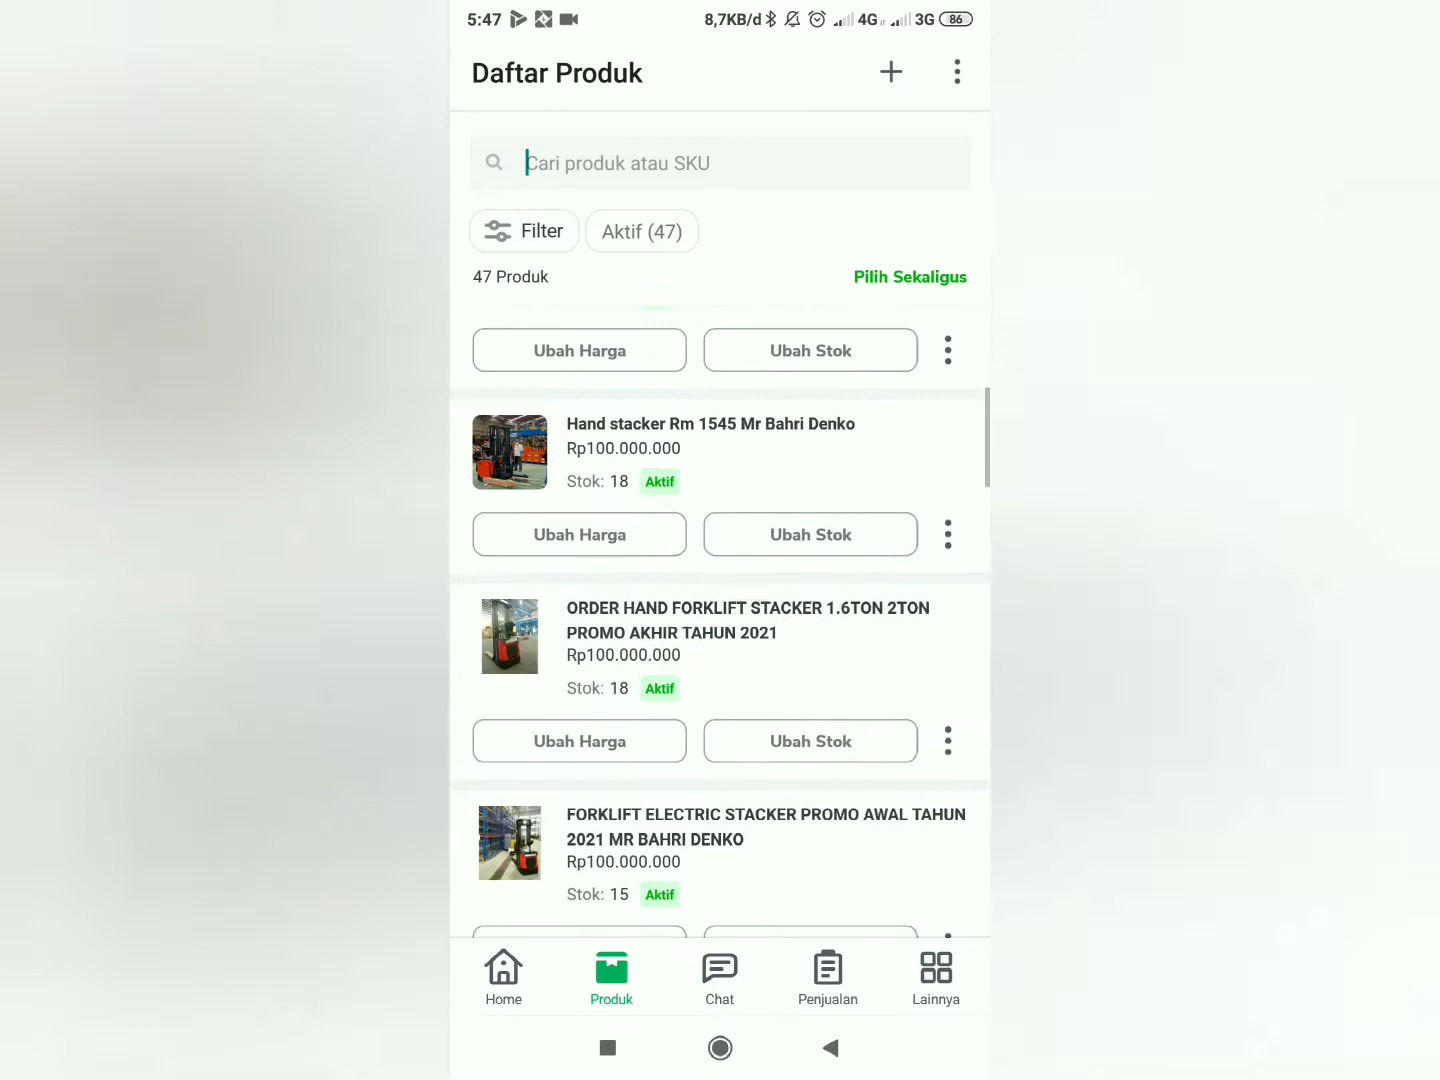 5:47 8,7KB/d 4G 3G 86
Daftar Produk
Cari produk atau SKU
Filter Aktif (47)
47 Produk Pilih Sekaligus
Ubah Harga Ubah Stok
Hand stacker Rm 1545 Mr Bahri Denko
Rp100.000.000
Stok: 18 Aktif
Ubah Harga Ubah Stok
ORDER HAND FORKLIFT STACKER 1.6TON 2TON
PROMO AKHIR TAHUN 2021
Rp100.000.000
Stok: 18 Aktif
Ubah Harga Ubah Stok
FORKLIFT ELECTRIC STACKER PROMO AWAL TAHUN
2021 MR BAHRI DENKO
Rp100.000.000
Stok: 15 Aktif
Home Produk Chat Penjualan Lainnya